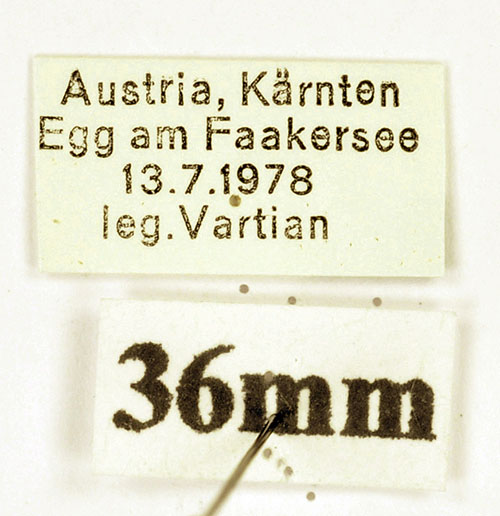 Austria, Kärnten
Egg am Faakersee
13.7.1978
leg. Vartian
36mm